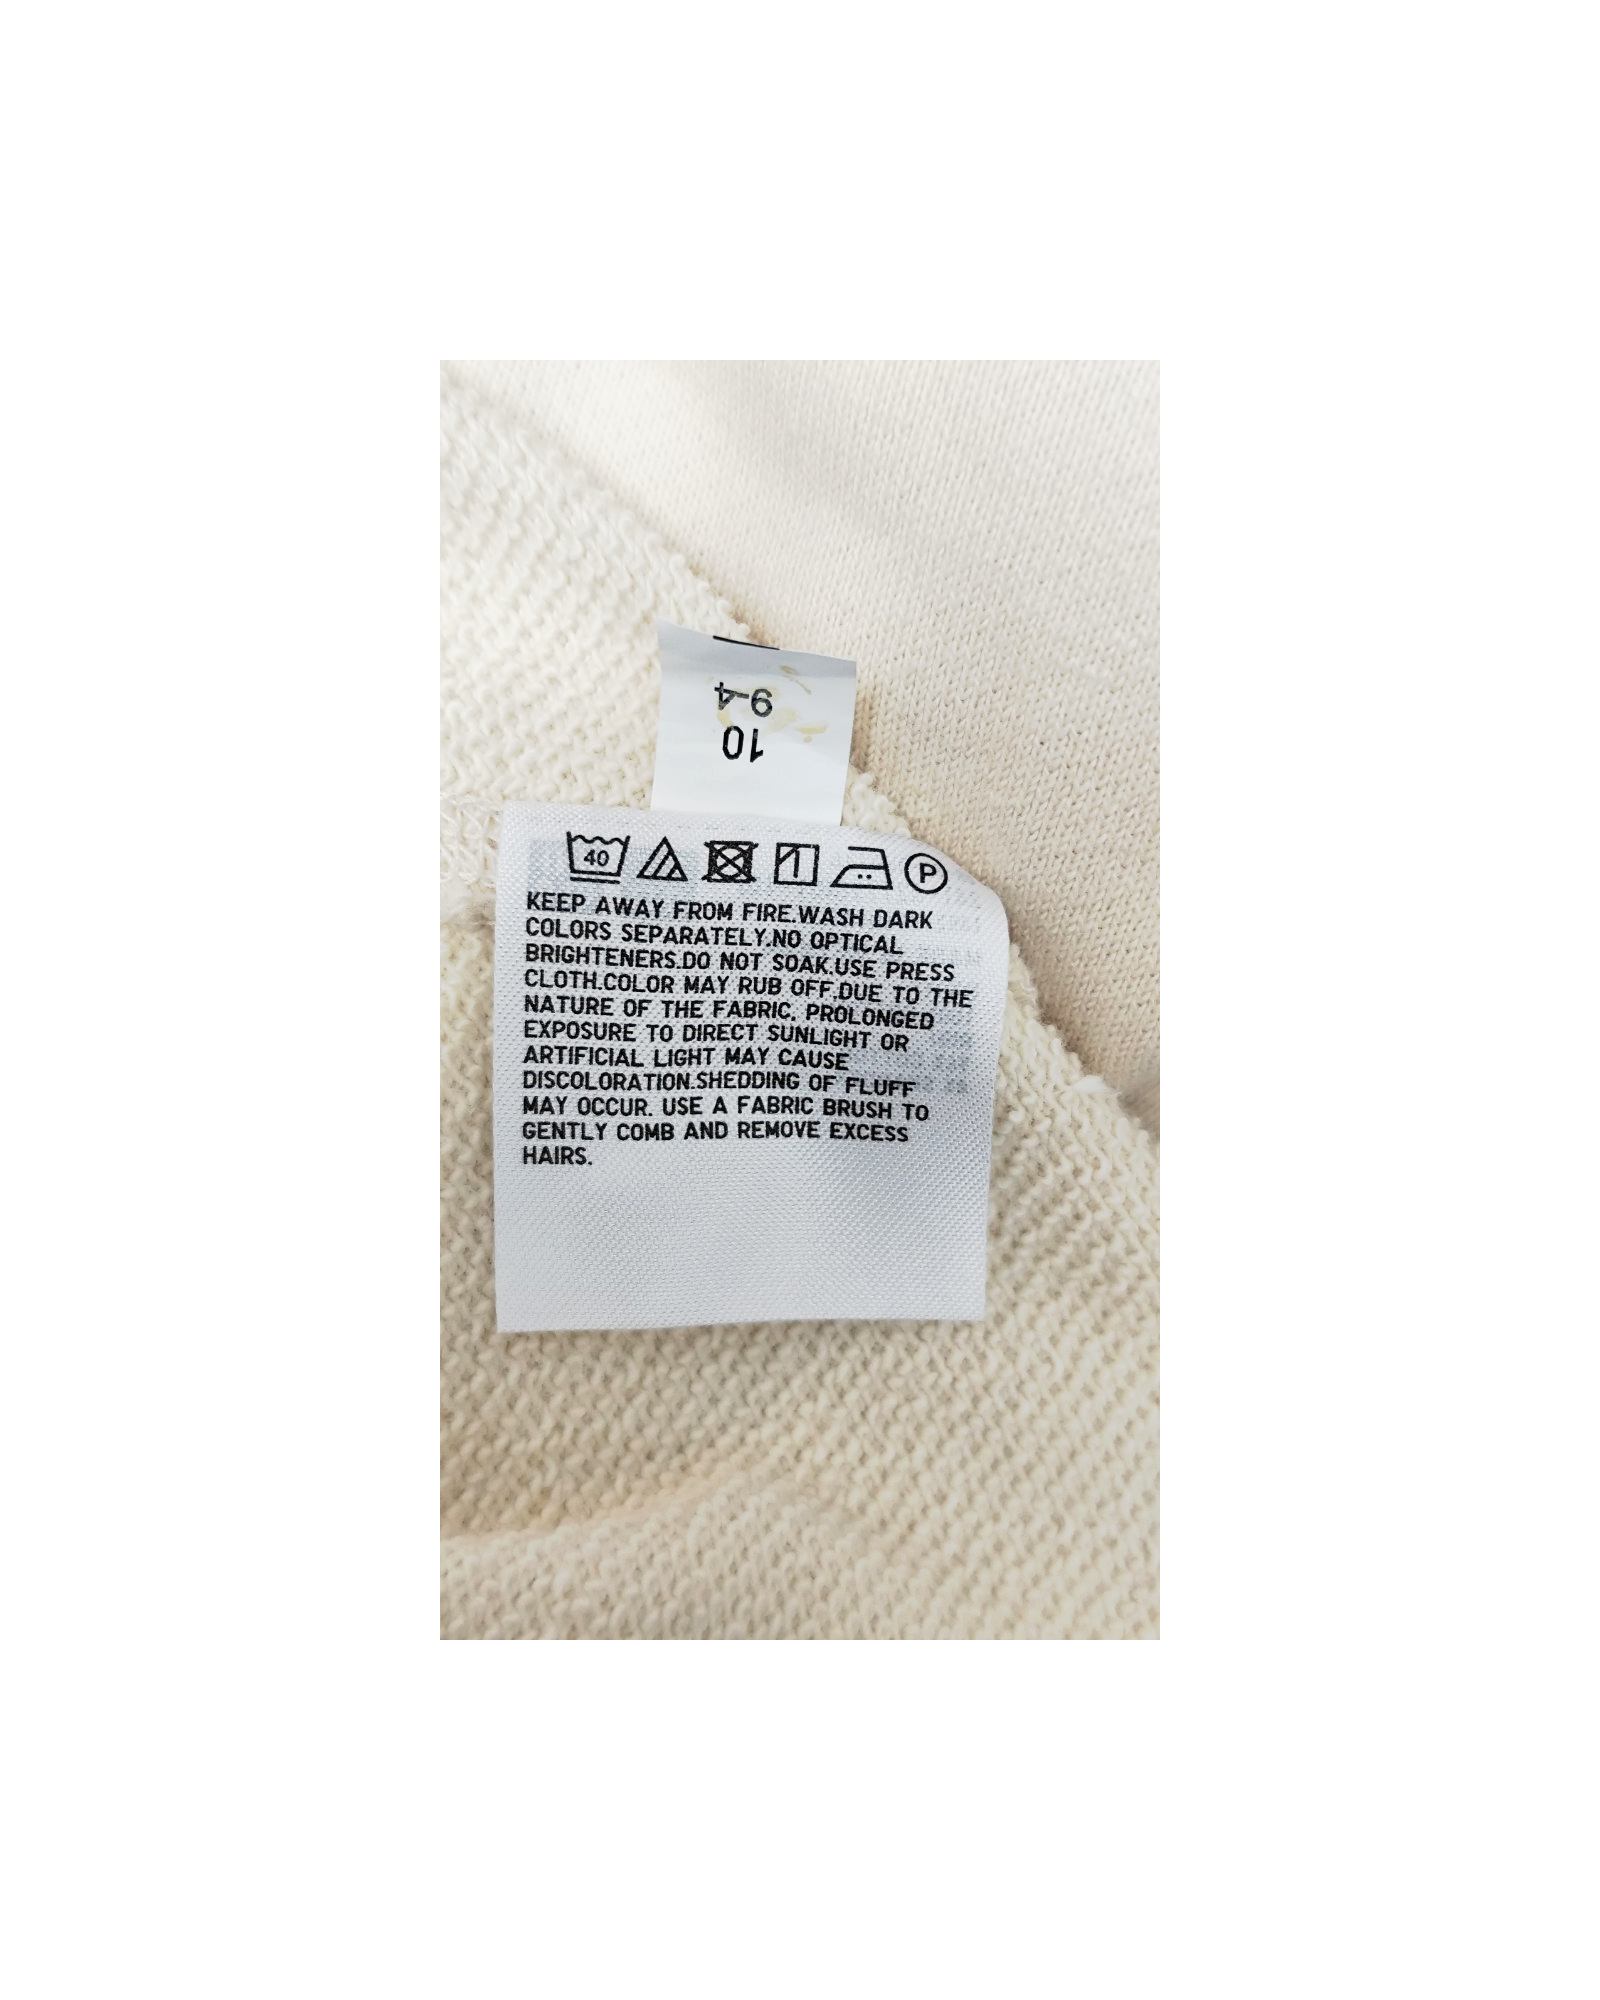 9-4
10
40
P
KEEP AWAY FROM FIRE.WASH DARK
COLORS SEPARATELY.NO OPTICAL
BRIGHTENERS.DO NOT SOAK.USE PRESS
CLOTH.COLOR MAY RUB OFF.DUE TO THE
NATURE OF THE FABRIC, PROLONGED
EXPOSURE TO DIRECT SUNLIGHT OR
ARTIFICIAL LIGHT MAY CAUSE
DISCOLORATION.SHEDDING OF FLUFF
MAY OCCUR. USE A FABRIC BRUSH TO
GENTLY COMB AND REMOVE EXCESS
HAIRS.